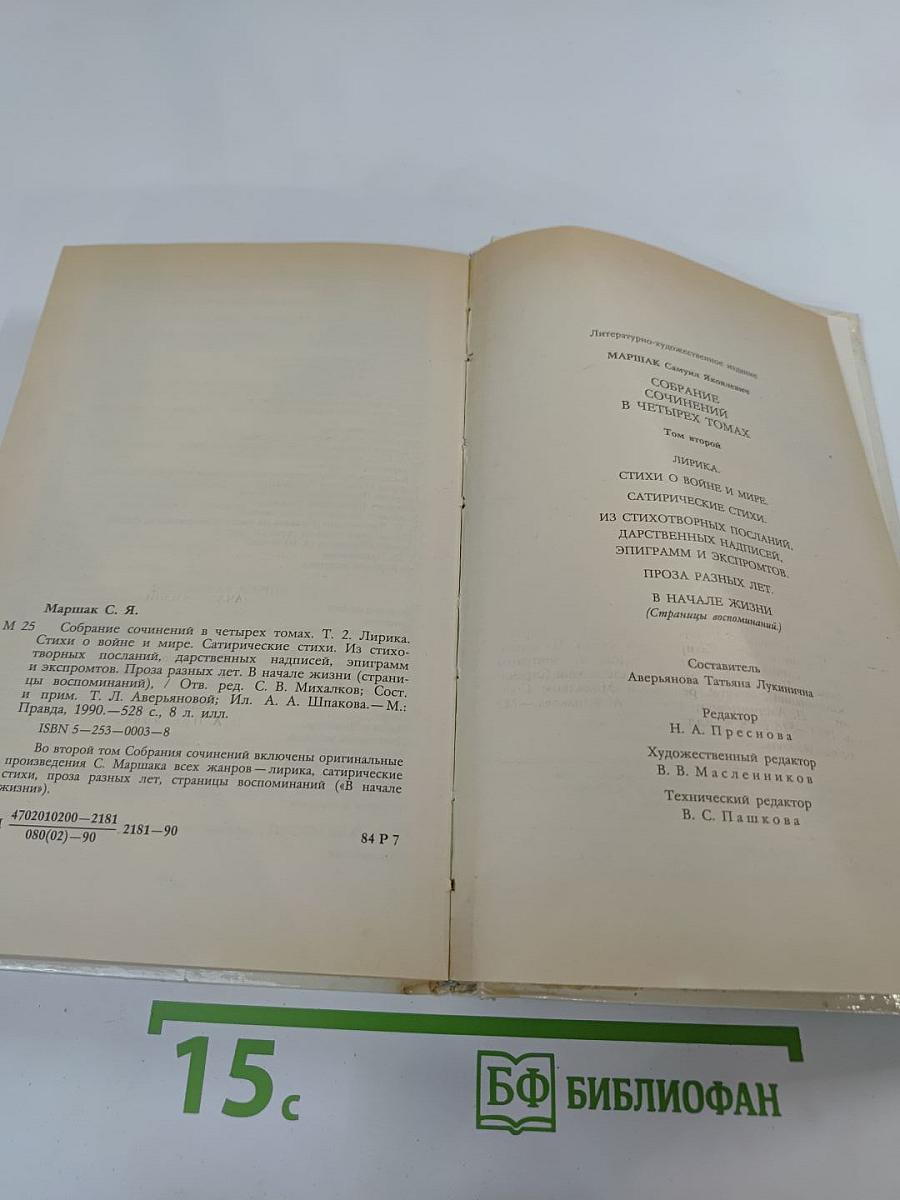 Маршак С. Я.
М 25 Собрание сочинений в четырех томах. Т. 2. Лирика.
Стихи о войне и мире. Сатирические стихи. Из стихо-
творных посланий, дарственных надписей, эпиграмм
и экспромтов. Проза разных лет. В начале жизни (страни-
цы воспоминаний), / Отв. ред. С. В. Михалков; Сост.
и прим. Т. Л. Аверьяновой; Ил. А. А. Шпакова.—М.:
Правда, 1990.—528 с., 8 л. илл.
ISBN 5—253—0003—8
Во второй том Собрания сочинений включены оригинальные
произведения С. Маршака всех жанров—лирика, сатирические
стихи, проза разных лет, страницы воспоминаний («В начале
жизни»).
4702010200—2181
080(02)—90
2181—90
84 Р 7
Литературно-художественное издание
МАРШАК Самуил Яковлевич
СОБРАНИЕ
СОЧИНЕНИЙ
В ЧЕТЫРЕХ ТОМАХ
Том второй
ЛИРИКА.
СТИХИ О ВОЙНЕ И МИРЕ.
САТИРИЧЕСКИЕ СТИХИ.
ИЗ СТИХОТВОРНЫХ ПОСЛАНИЙ,
ДАРСТВЕННЫХ НАДПИСЕЙ,
ЭПИГРАММ И ЭКСПРОМТОВ.
ПРОЗА РАЗНЫХ ЛЕТ.
В НАЧАЛЕ ЖИЗНИ
(Страницы воспоминаний.)
Составитель
Аверьянова Татьяна Лукинична
Редактор
Н. А. Преснова
Художественный редактор
В. В. Масленников
Технический редактор
В. С. Пашкова
15 с
БФ БИБЛИОФАН